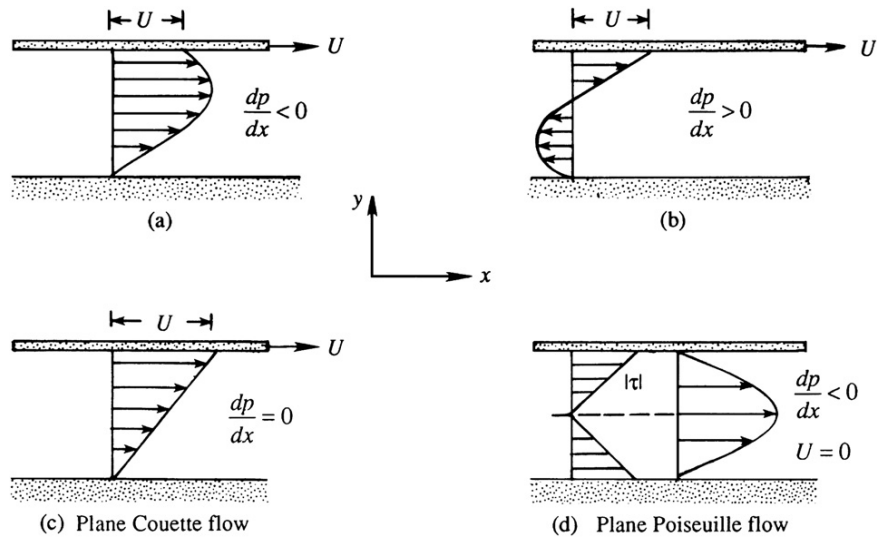 U
U
dp/dx < 0
(a)
U
U
dp/dx > 0
(b)
y
x
U
U
dp/dx = 0
(c) Plane Couette flow
|τ|
dp/dx < 0
U = 0
(d) Plane Poiseuille flow